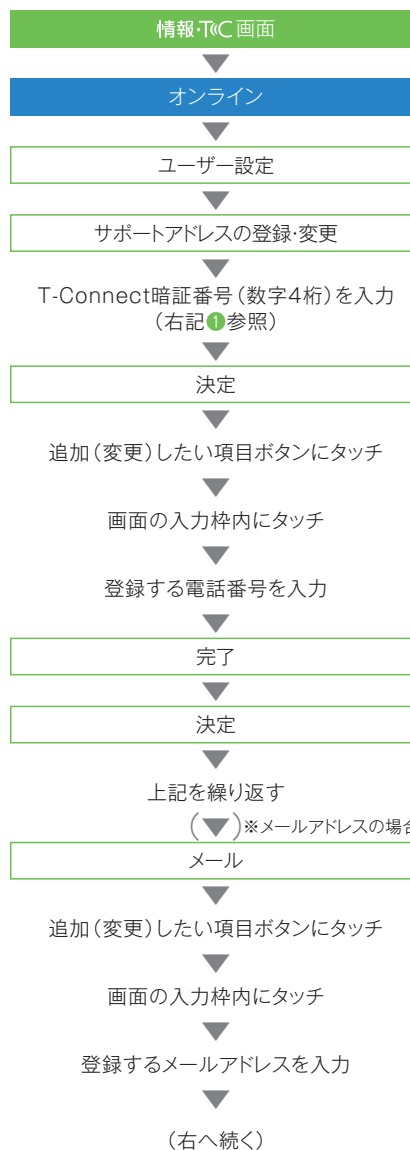 情報・T-C画面
オンライン
ユーザー設定
サポートアドレスの登録・変更
T-Connect暗証番号（数字4桁）を入力
（右記❶参照）
決定
追加（変更）したい項目ボタンにタッチ
画面の入力枠内にタッチ
登録する電話番号を入力
完了
決定
上記を繰り返す
（▼）※メールアドレスの場合
メール
追加（変更）したい項目ボタンにタッチ
画面の入力枠内にタッチ
登録するメールアドレスを入力
（右へ続く）